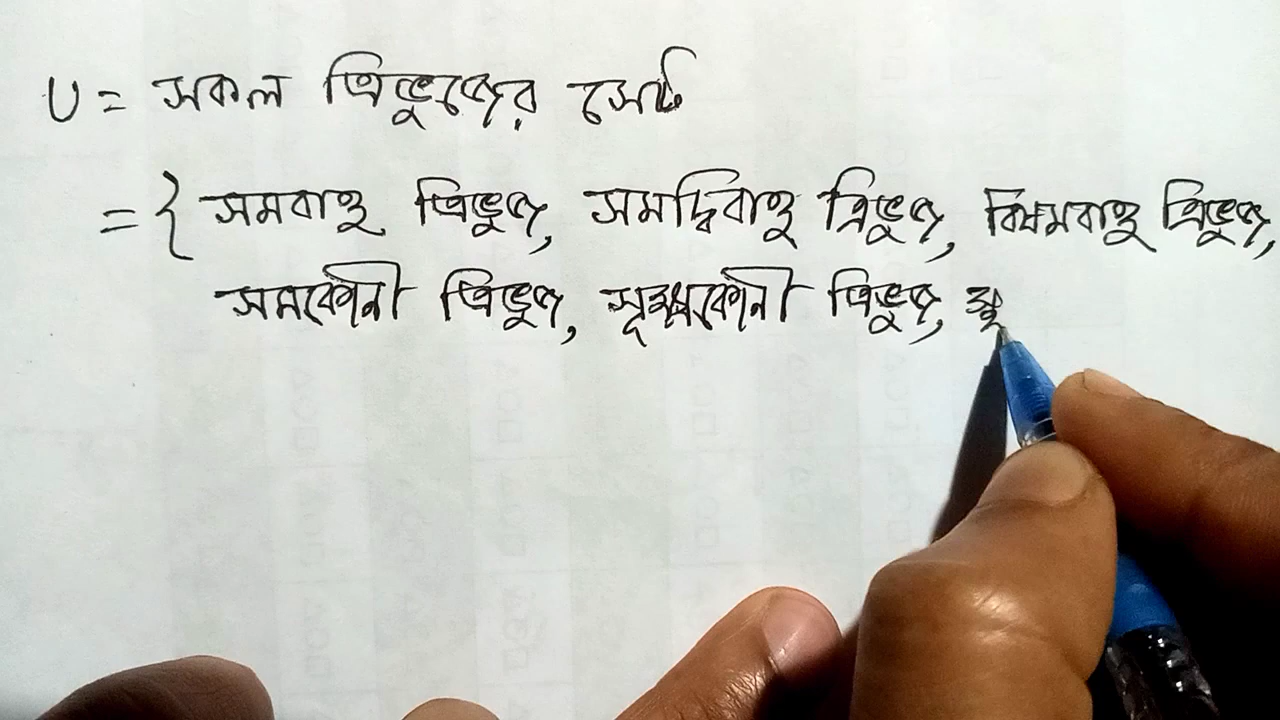 U = সকল ত্রিভুজের সেট
= { সমবাহু ত্রিভুজ, সমদ্বিবাহু ত্রিভুজ, বিষমবাহু ত্রিভুজ,
সমকোনী ত্রিভুজ, সূক্ষ্মকোনী ত্রিভুজ, স্থূ